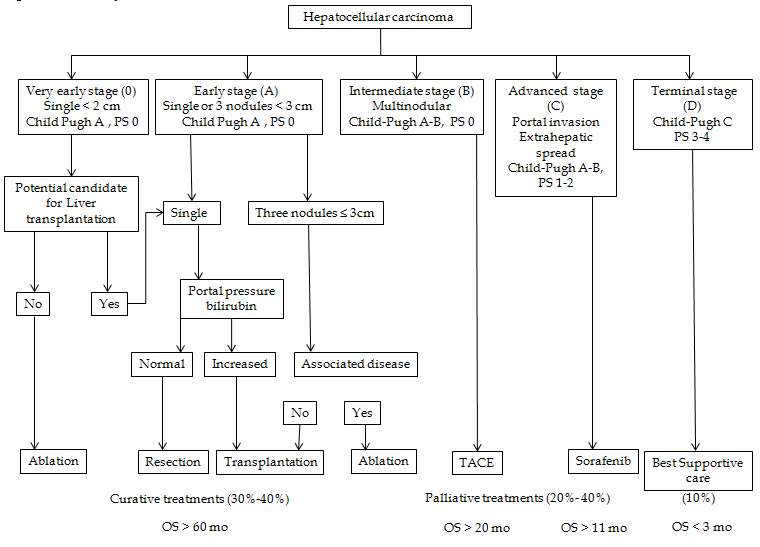 Hepatocellular carcinoma
Very early stage (0)
Single < 2 cm
Child Pugh A , PS 0
Early stage (A)
Single or 3 nodules < 3 cm
Child Pugh A , PS 0
Intermediate stage (B)
Multinodular
Child-Pugh A-B, PS 0
Advanced stage
(C)
Portal invasion
Extrahepatic
spread
Child-Pugh A-B,
PS 1-2
Terminal stage
(D)
Child-Pugh C
PS 3-4
Potential candidate
for Liver
transplantation
Single
Three nodules ≤ 3cm
No
Yes
Portal pressure
bilirubin
Normal
Increased
Associated disease
No
Yes
Ablation
Resection
Transplantation
Ablation
TACE
Sorafenib
Best Supportive
care
Curative treatments (30%-40%)
Palliative treatments (20%-40%)
(10%)
OS > 60 mo
OS > 20 mo
OS > 11 mo
OS < 3 mo